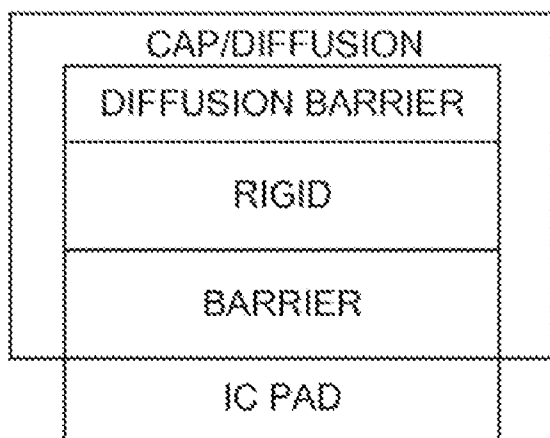 CAP/DIFFUSION
DIFFUSION BARRIER
RIGID
BARRIER
IC PAD